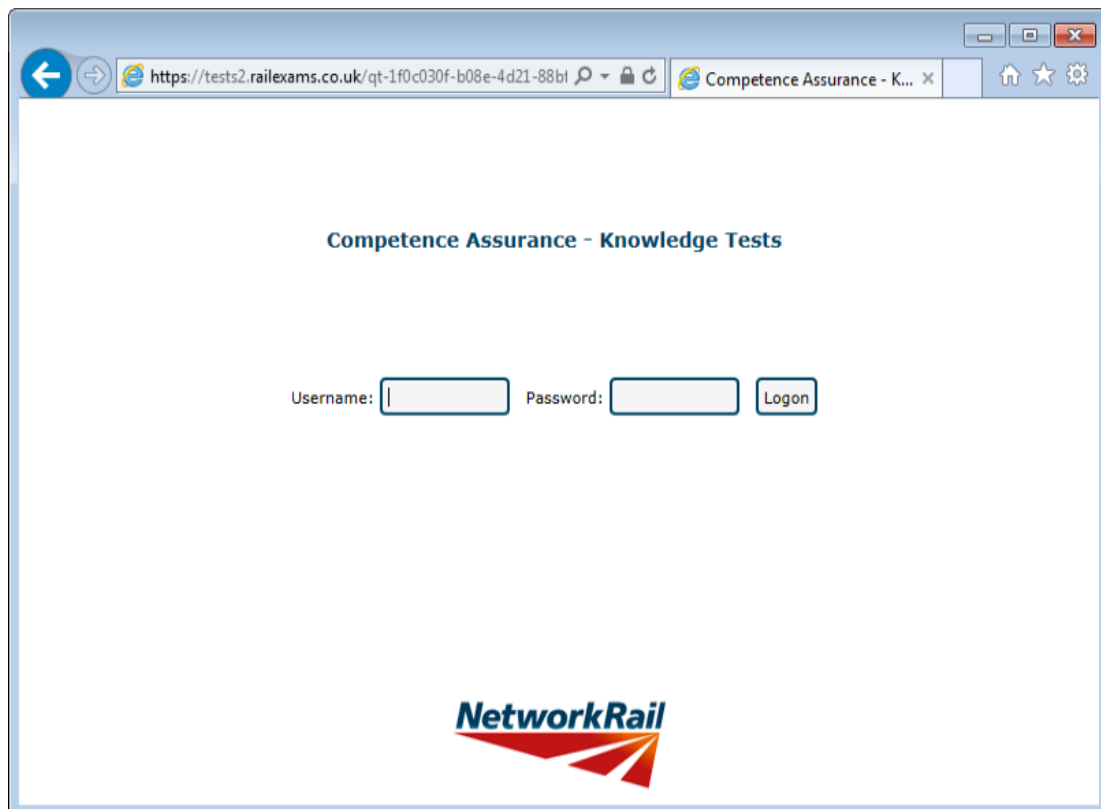 https://tests2.railexams.co.uk/qt-1f0c030f-b08e-4d21-88bf
Competence Assurance - K...
Competence Assurance - Knowledge Tests
Username:
Password:
Logon
NetworkRail